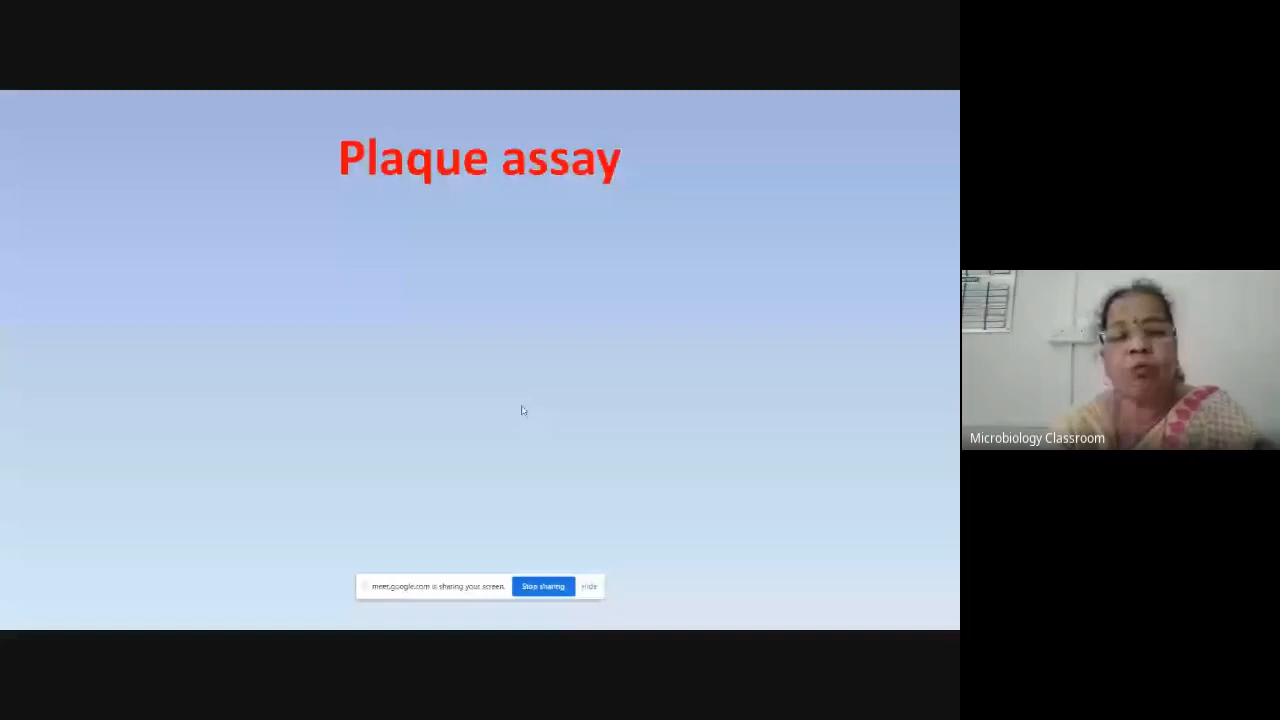 Plaque assay
meet.google.com is sharing your screen.
Stop sharing
Hide
Microbiology Classroom